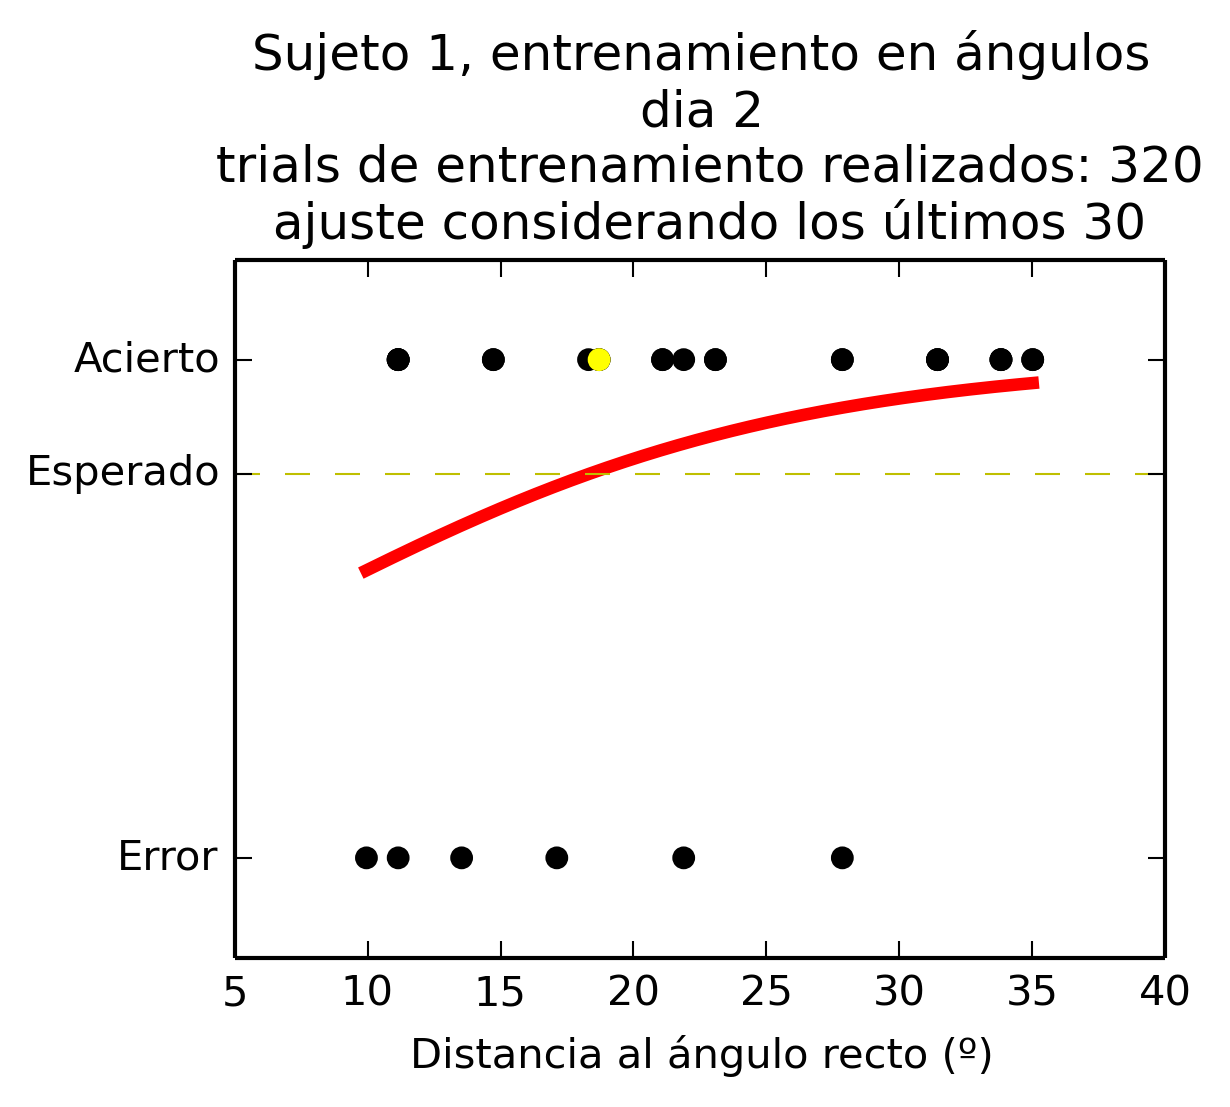 Sujeto 1, entrenamiento en ángulos
dia 2
trials de entrenamiento realizados: 320
ajuste considerando los últimos 30
Acierto
Esperado
Error
5 10 15 20 25 30 35 40
Distancia al ángulo recto (º)